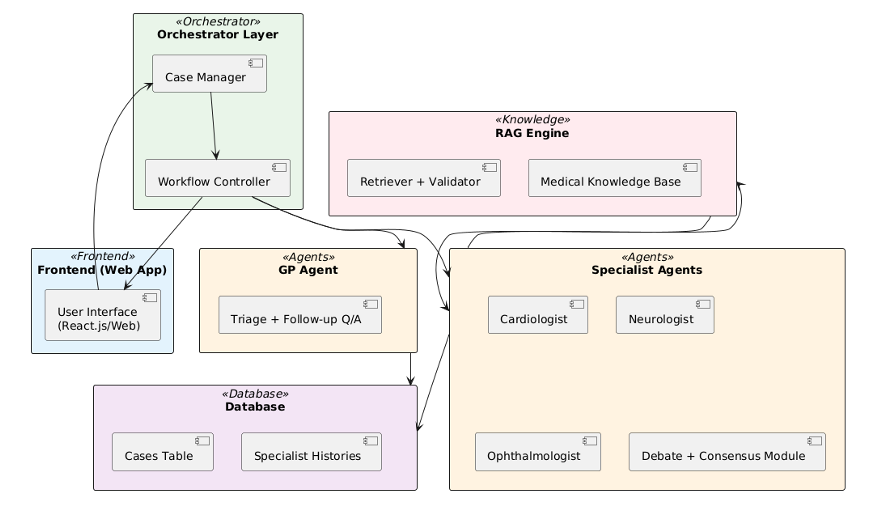 «Orchestrator»
Orchestrator Layer
Case Manager
Workflow Controller
«Knowledge»
RAG Engine
Retriever + Validator
Medical Knowledge Base
«Frontend»
Frontend (Web App)
User Interface
(React.js/Web)
«Agents»
GP Agent
Triage + Follow-up Q/A
«Agents»
Specialist Agents
Cardiologist
Neurologist
Ophthalmologist
Debate + Consensus Module
«Database»
Database
Cases Table
Specialist Histories